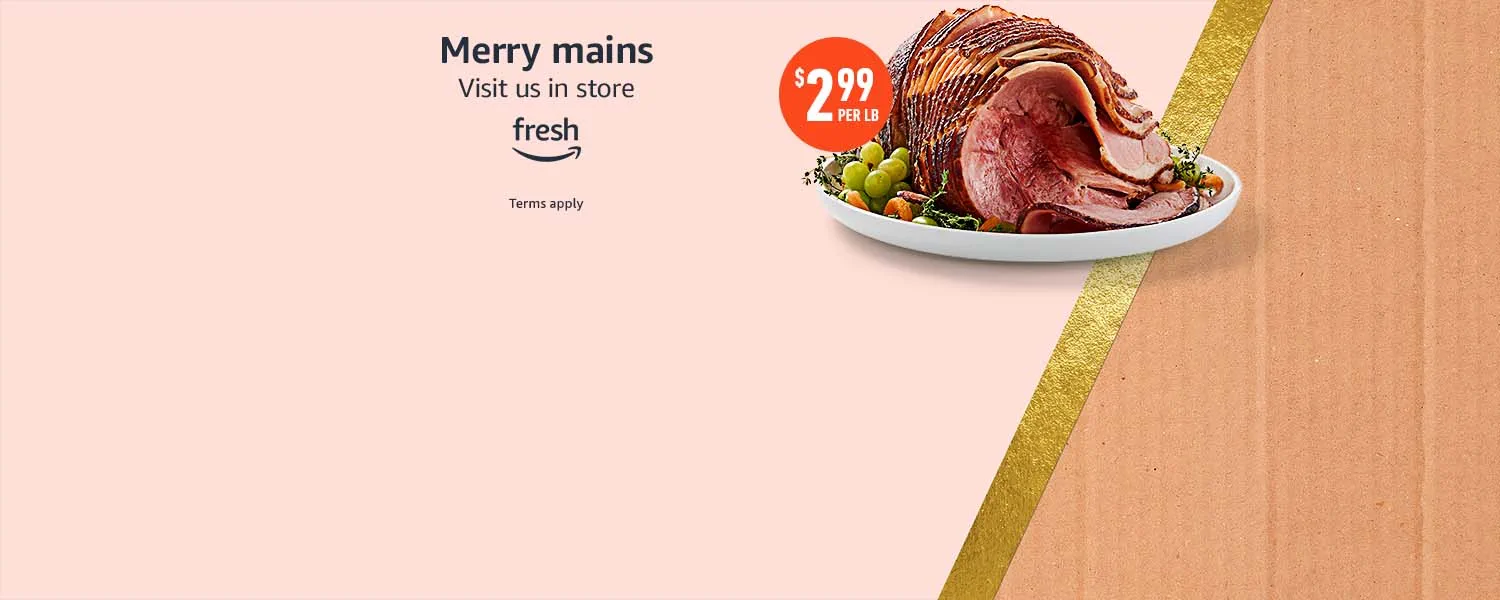 Merry mains
Visit us in store
fresh
Terms apply
$2.99
PER LB